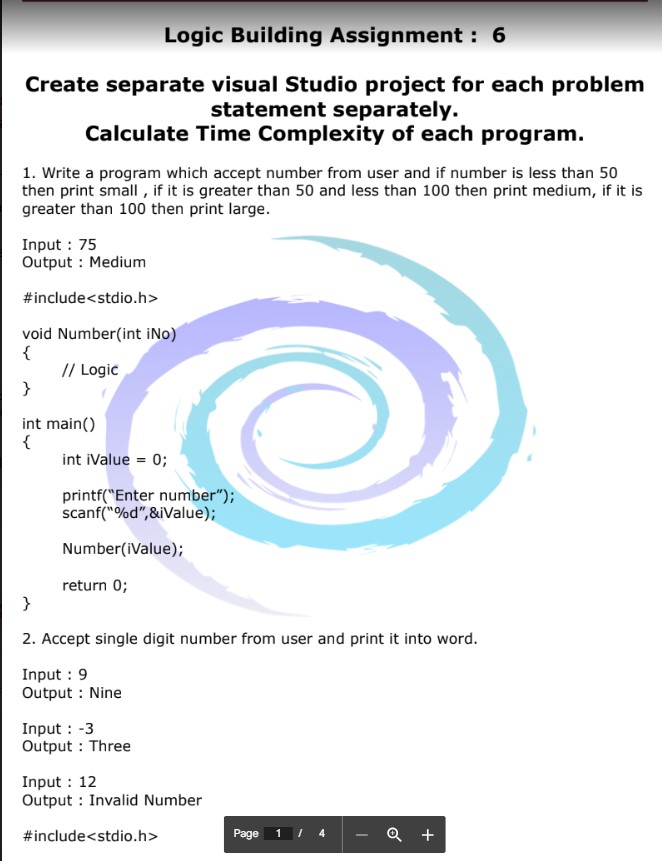 Logic Building Assignment : 6
Create separate visual Studio project for each problem
statement separately.
Calculate Time Complexity of each program.
1. Write a program which accept number from user and if number is less than 50
then print small , if it is greater than 50 and less than 100 then print medium, if it is
greater than 100 then print large.
Input : 75
Output : Medium
#include<stdio.h>
void Number(int iNo)
{
// Logic
}
int main()
{
int iValue = 0;
printf(“Enter number”);
scanf(“%d”,&iValue);
Number(iValue);
return 0;
}
2. Accept single digit number from user and print it into word.
Input : 9
Output : Nine
Input : -3
Output : Three
Input : 12
Output : Invalid Number
#include<stdio.h>
Page 1 / 4